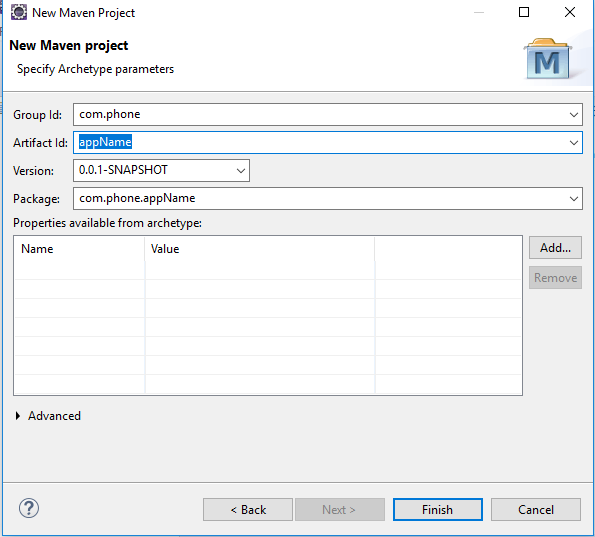 New Maven Project
New Maven project
Specify Archetype parameters
M
Group Id: com.phone
Artifact Id: appName
Version: 0.0.1-SNAPSHOT
Package: com.phone.appName
Properties available from archetype:
Name Value
Add...
Remove
Advanced
? < Back Next > Finish Cancel